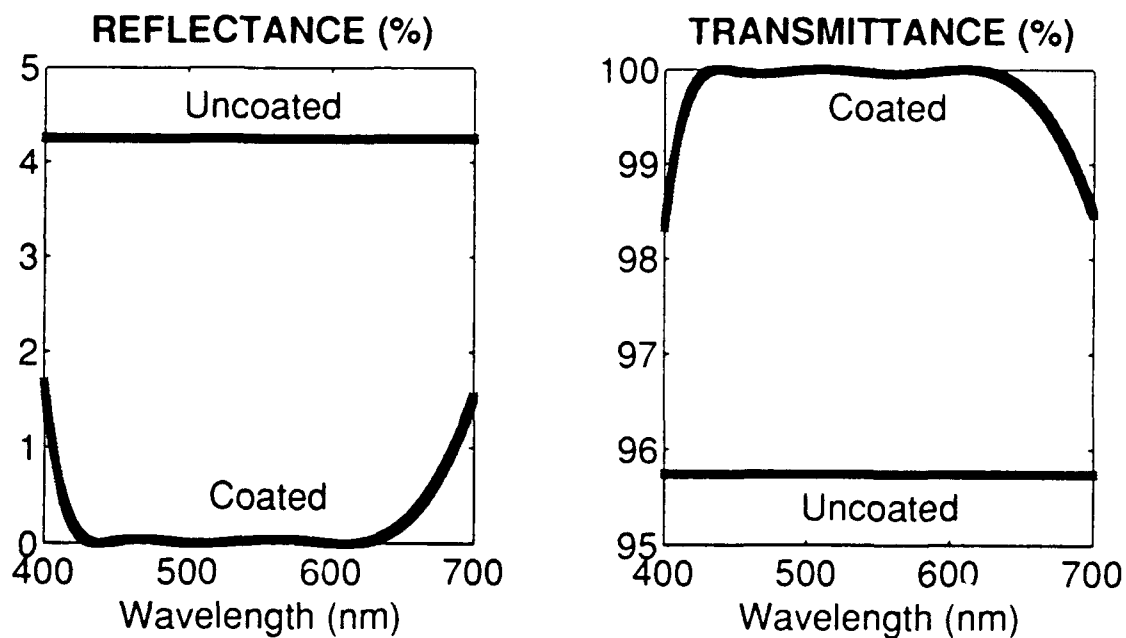 REFLECTANCE (%)
5
4
3
2
1
0
Uncoated
Coated
400 500 600 700
Wavelength (nm)
TRANSMITTANCE (%)
100
99
98
97
96
95
Coated
Uncoated
400 500 600 700
Wavelength (nm)